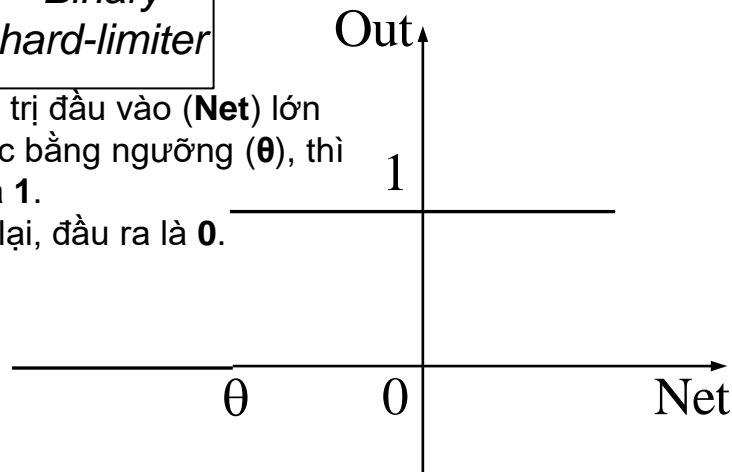 Binary
hard-limiter
trị đầu vào (Net) lớn
bằng ngưỡng (θ), thì
1.
lại, đầu ra là 0.
Out
1
θ
0
Net